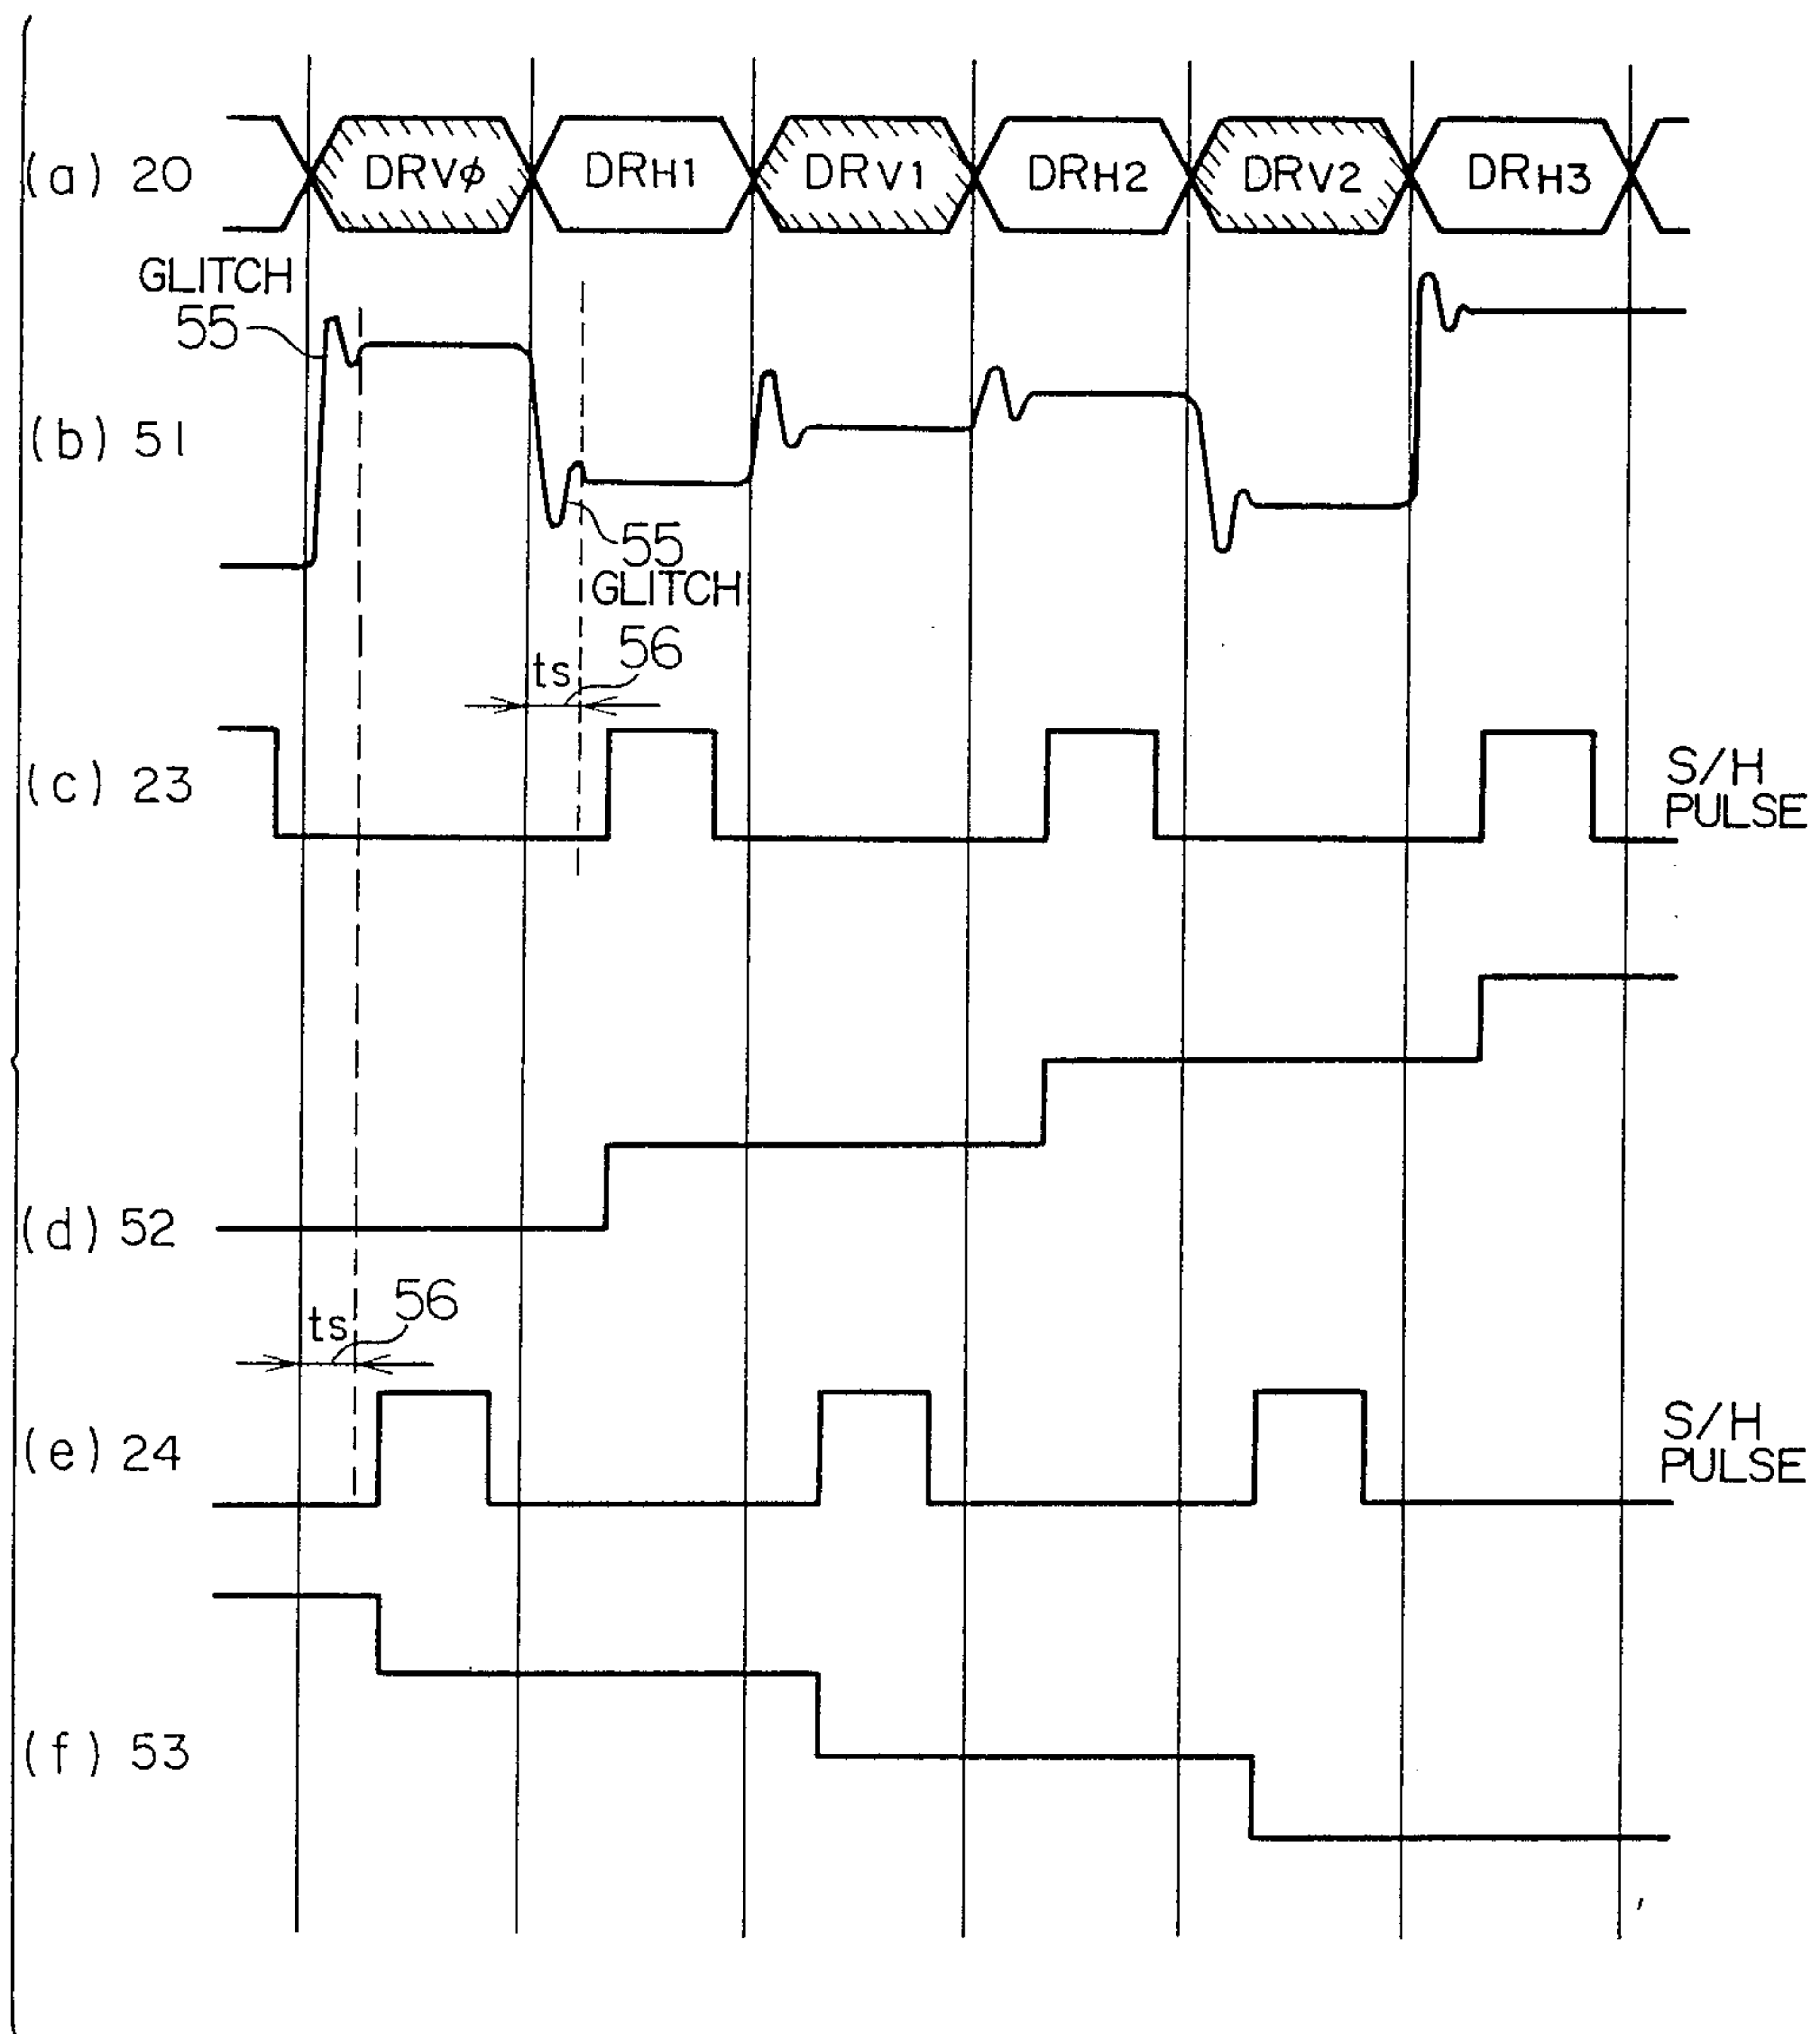 (a) 20 DRVφ DRH1 DRV1 DRH2 DRV2 DRH3
GLITCH
55
(b) 51
55
GLITCH
ts 56
(c) 23 S/H
PULSE
(d) 52
ts 56
(e) 24 S/H
PULSE
(f) 53